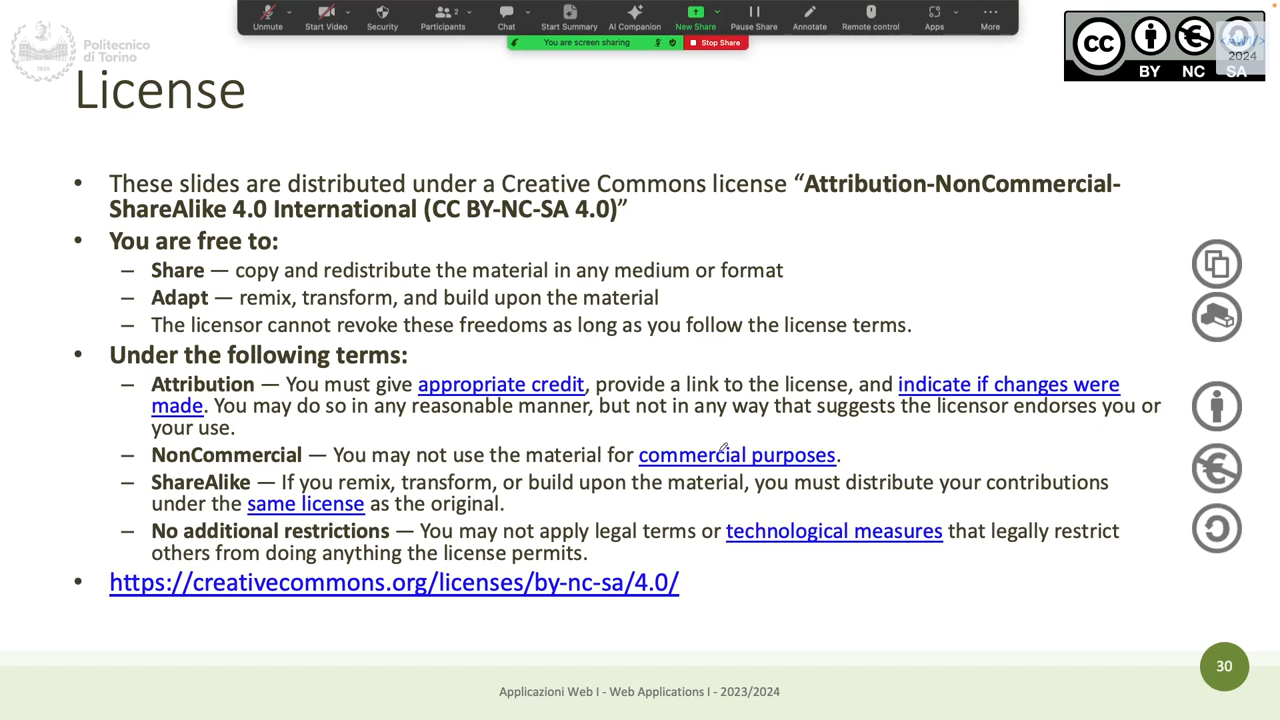 Unmute
Start Video
Security
Participants
2
Chat
Start Summary
AI Companion
New Share
Pause Share
Annotate
Remote control
Apps
More
You are screen sharing
Stop Share
Politecnico
di Torino
1859
cc
BY NC SA
2024
License
• These slides are distributed under a Creative Commons license “Attribution-NonCommercial-
ShareAlike 4.0 International (CC BY-NC-SA 4.0)”
• You are free to:
– Share — copy and redistribute the material in any medium or format
– Adapt — remix, transform, and build upon the material
– The licensor cannot revoke these freedoms as long as you follow the license terms.
• Under the following terms:
– Attribution — You must give appropriate credit, provide a link to the license, and indicate if changes were
made. You may do so in any reasonable manner, but not in any way that suggests the licensor endorses you or
your use.
– NonCommercial — You may not use the material for commercial purposes.
– ShareAlike — If you remix, transform, or build upon the material, you must distribute your contributions
under the same license as the original.
– No additional restrictions — You may not apply legal terms or technological measures that legally restrict
others from doing anything the license permits.
• https://creativecommons.org/licenses/by-nc-sa/4.0/
30
Applicazioni Web I - Web Applications I - 2023/2024